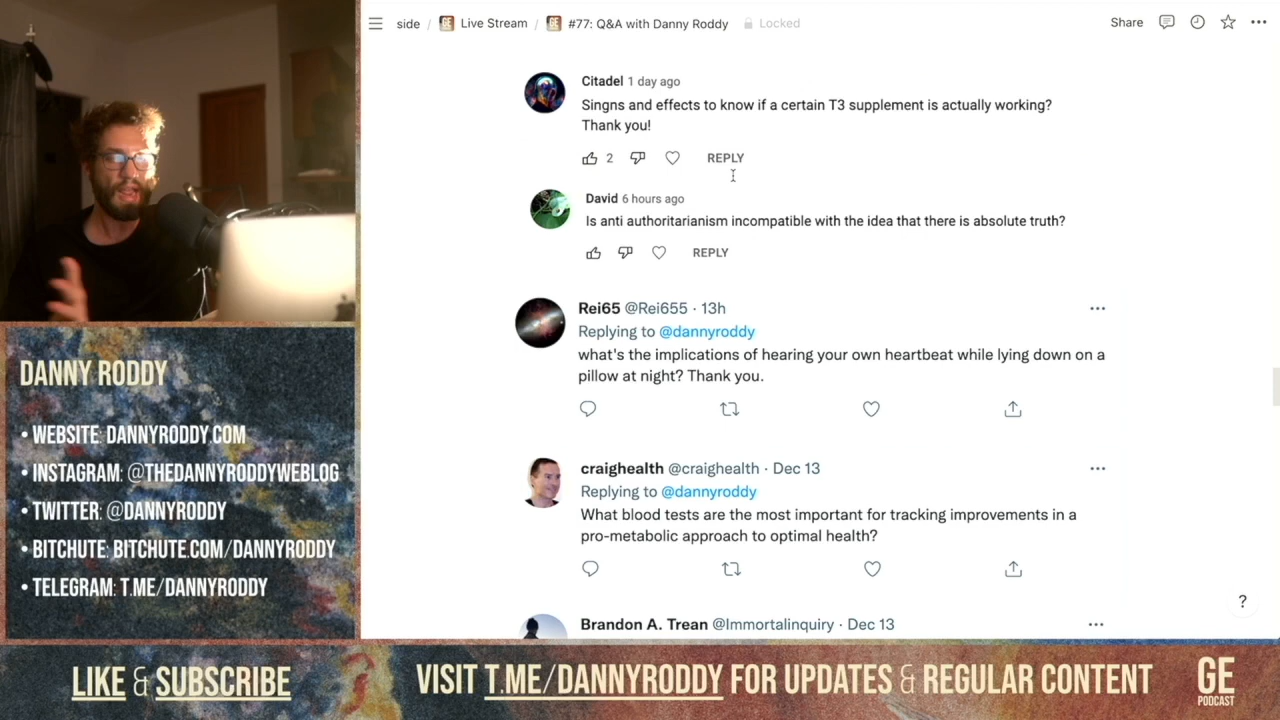 side / Live Stream / #77: Q&A with Danny Roddy Locked
Share
Citadel 1 day ago
Singns and effects to know if a certain T3 supplement is actually working?
Thank you!
2 REPLY
David 6 hours ago
Is anti authoritarianism incompatible with the idea that there is absolute truth?
REPLY
Rei65 @Rei655 · 13h
Replying to @dannyroddy
what's the implications of hearing your own heartbeat while lying down on a
pillow at night? Thank you.
craighealth @craighealth · Dec 13
Replying to @dannyroddy
What blood tests are the most important for tracking improvements in a
pro-metabolic approach to optimal health?
?
Brandon A. Trean @Immortalinquiry · Dec 13
DANNY RODDY
• WEBSITE: DANNYRODDY.COM
• INSTAGRAM: @THEDANNYRODDYWEBLOG
• TWITTER: @DANNYRODDY
• BITCHUTE: BITCHUTE.COM/DANNYRODDY
• TELEGRAM: T.ME/DANNYRODDY
LIKE & SUBSCRIBE
VISIT T.ME/DANNYRODDY FOR UPDATES & REGULAR CONTENT
GE
PODCAST